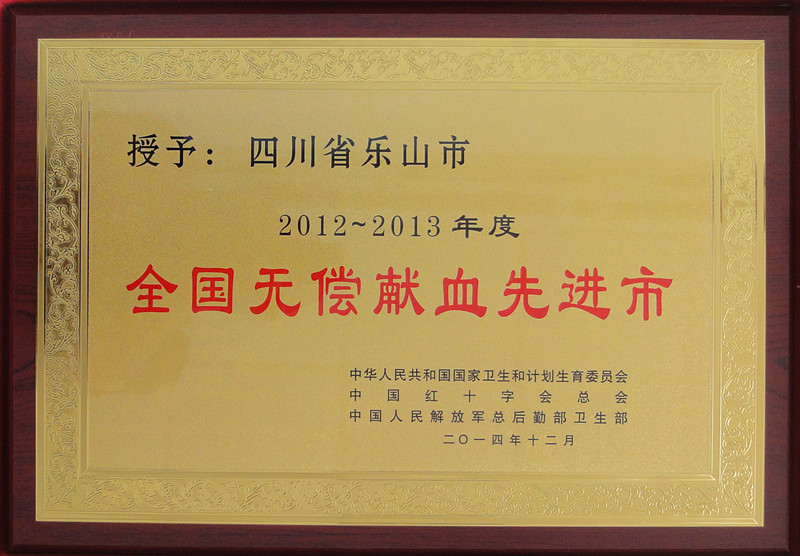 授予：四川省乐山市
2012~2013年度
全国无偿献血先进市
中华人民共和国国家卫生和计划生育委员会
中国红十字会总会
中国人民解放军总后勤部卫生部
二〇一四年十二月